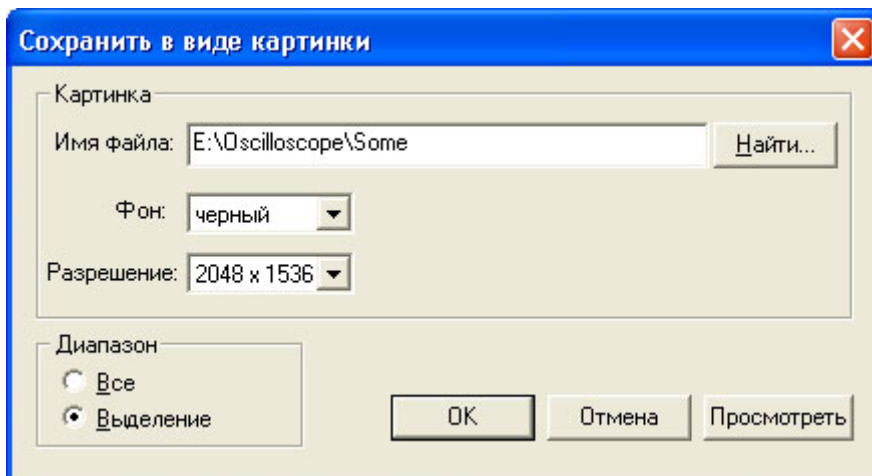 Сохранить в виде картинки
Картинка
Имя файла: E:\Oscilloscope\Some Найти...
Фон: черный
Разрешение: 2048 x 1536
Диапазон
Все
Выделение
OK Отмена Просмотреть